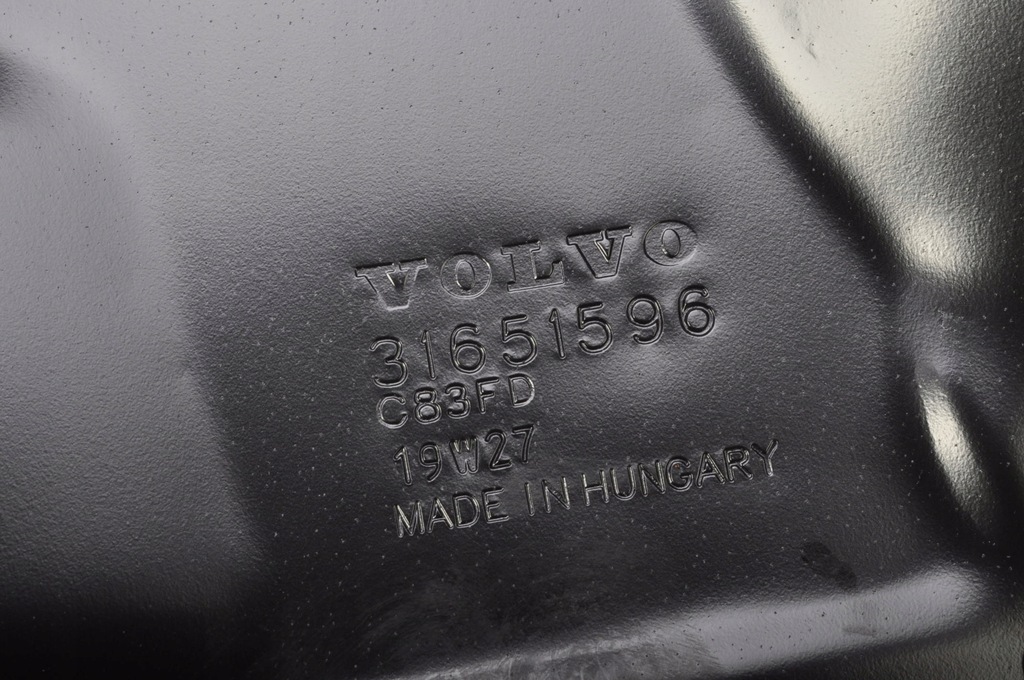 VOLVO
31651596
C83FD
19W27
MADE IN HUNGARY